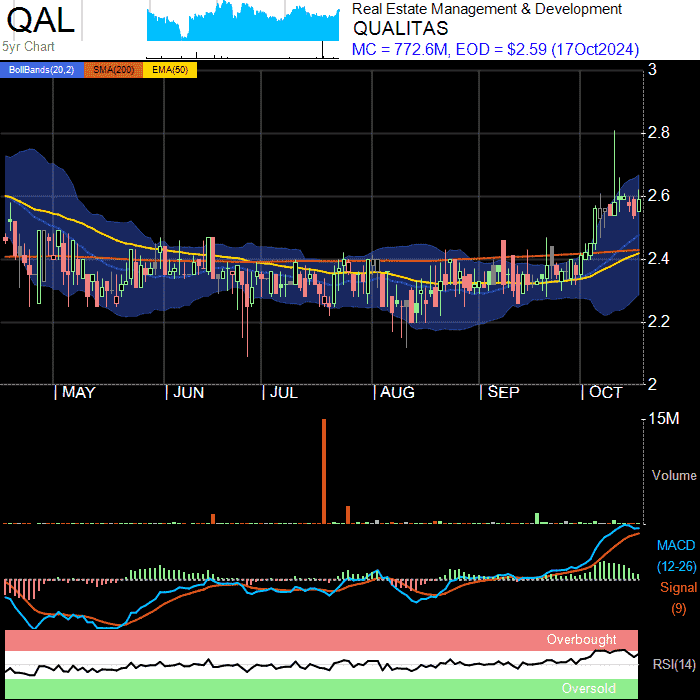 QAL
5yr Chart
Real Estate Management & Development
QUALITAS
MC = 772.6M, EOD = $2.59 (17Oct2024)
BollBands(20,2) SMA(200) EMA(50)
3
2.8
2.6
2.4
2.2
2
MAY JUN JUL AUG SEP OCT
15M
Volume
MACD
(12-26)
Signal
(9)
Overbought
RSI(14)
Oversold